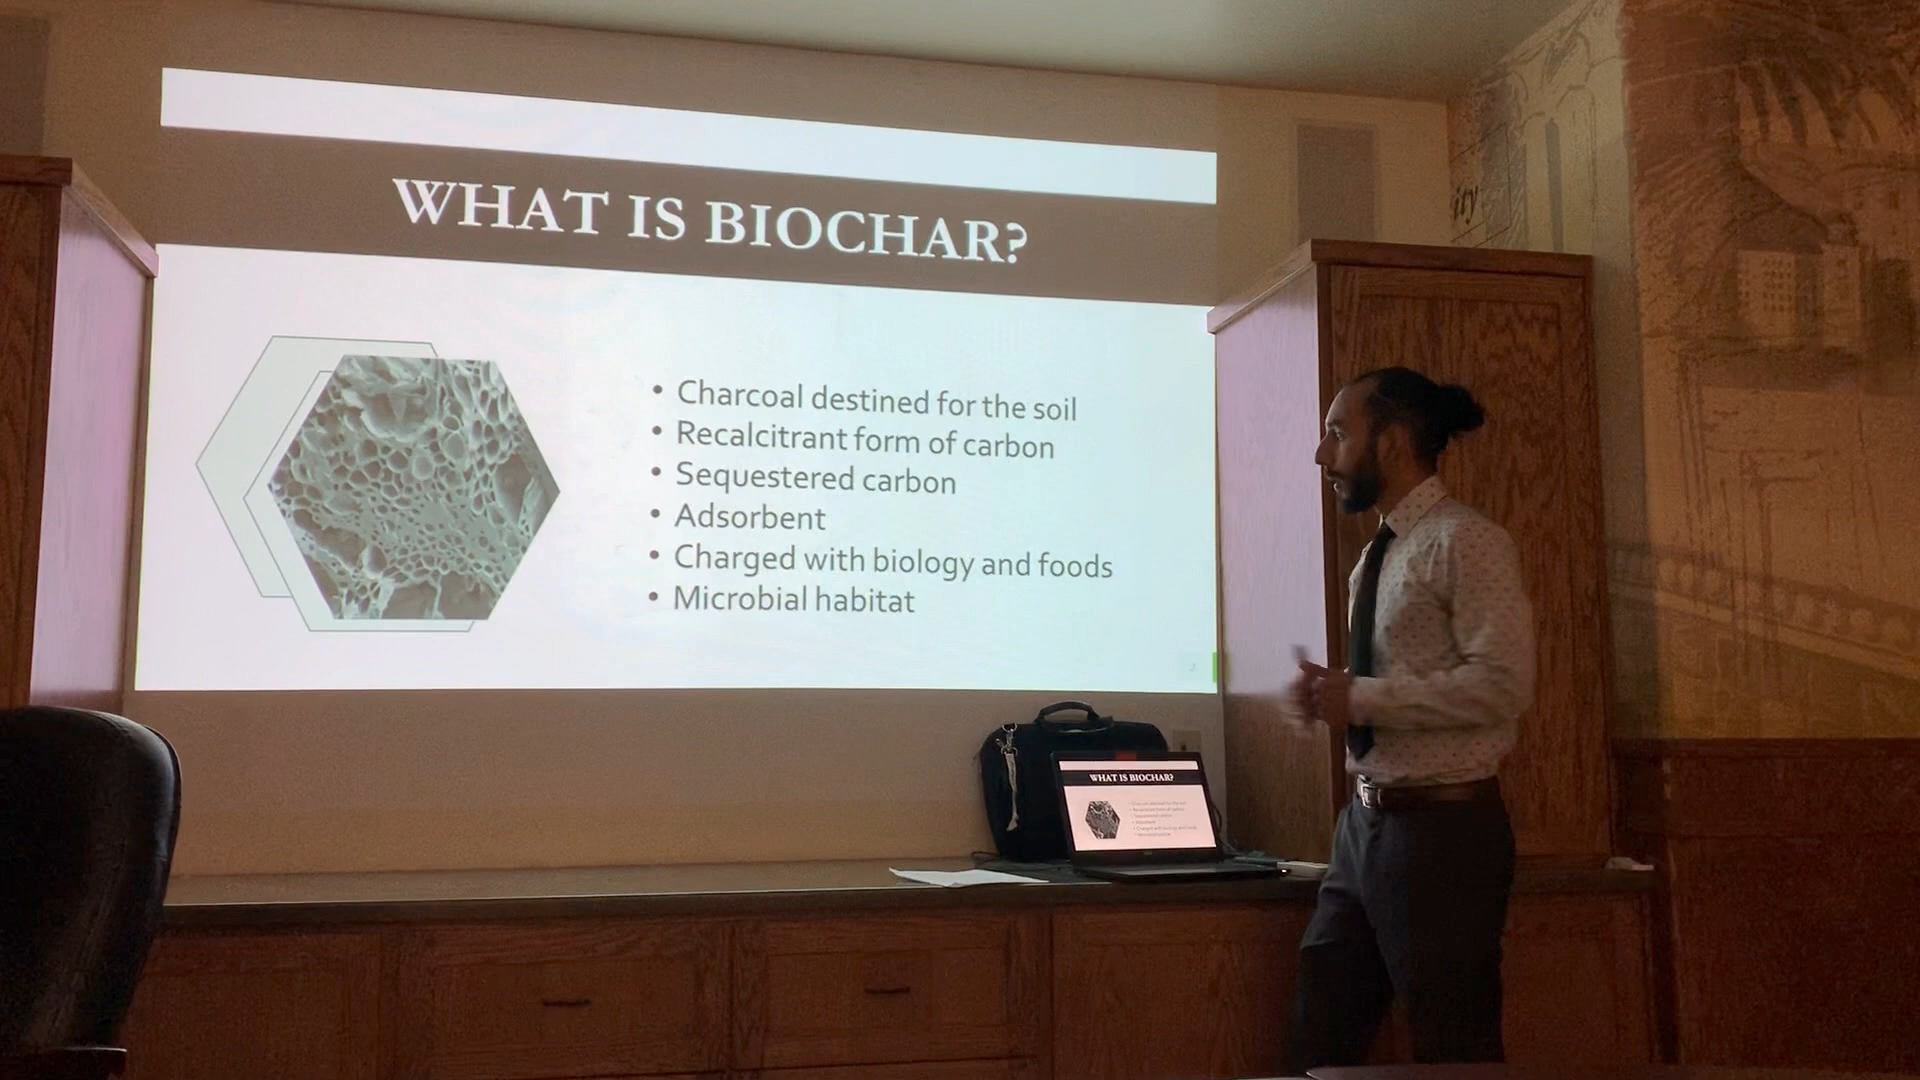 WHAT IS BIOCHAR?
• Charcoal destined for the soil
• Recalcitrant form of carbon
• Sequestered carbon
• Adsorbent
• Charged with biology and foods
• Microbial habitat
ity
WHAT IS BIOCHAR?